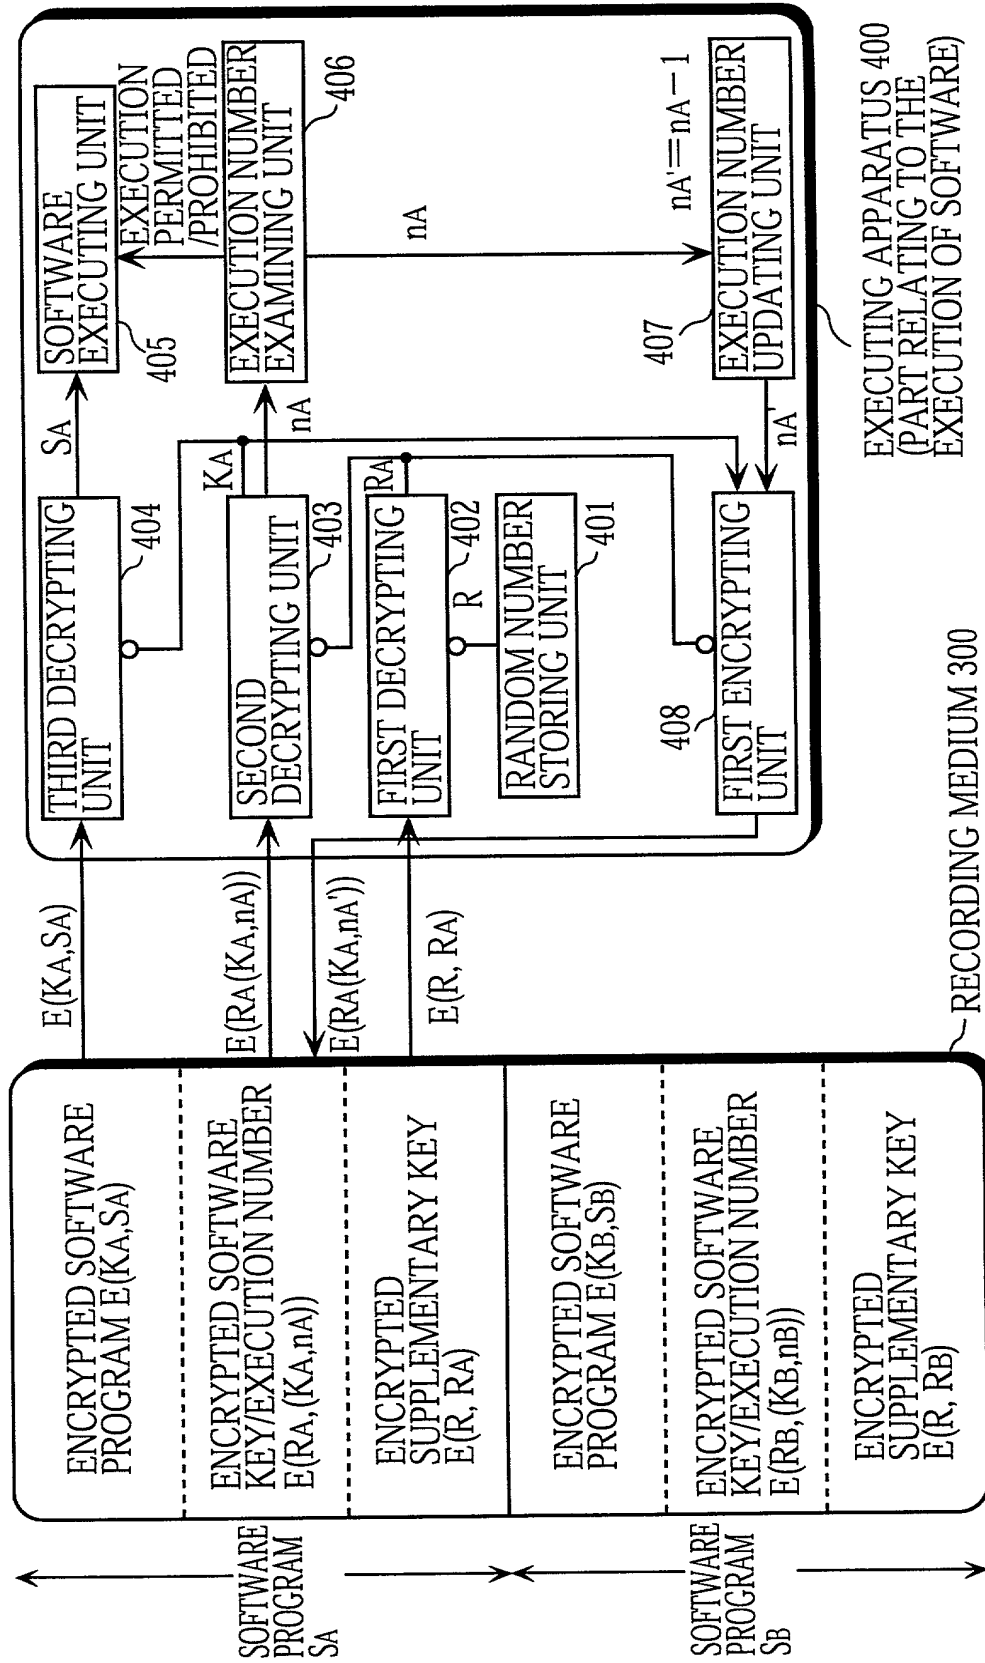 SOFTWARE
PROGRAM
SA
SOFTWARE
PROGRAM
SB
ENCRYPTED SOFTWARE
PROGRAM E(KA,SA)
ENCRYPTED SOFTWARE
KEY/EXECUTION NUMBER
E(RA,(KA,nA))
ENCRYPTED
SUPPLEMENTARY KEY
E(R, RA)
ENCRYPTED SOFTWARE
PROGRAM E(KB,SB)
ENCRYPTED SOFTWARE
KEY/EXECUTION NUMBER
E(RB,(KB,nB))
ENCRYPTED
SUPPLEMENTARY KEY
E(R, RB)
RECORDING MEDIUM 300
E(KA,SA)
E(RA(KA,nA))
E(RA(KA,nA'))
E(R, RA)
THIRD DECRYPTING
UNIT
404
SECOND
DECRYPTING UNIT
403
FIRST DECRYPTING
UNIT
402
R
RANDOM NUMBER
STORING UNIT
401
408
FIRST ENCRYPTING
UNIT
SA
KA
nA
RA
nA'
SOFTWARE
EXECUTING UNIT
405
EXECUTION
PERMITTED
/PROHIBITED
EXECUTION NUMBER
EXAMINING UNIT
406
nA
nA'=nA-1
407
EXECUTION NUMBER
UPDATING UNIT
EXECUTING APPARATUS 400
(PART RELATING TO THE
EXECUTION OF SOFTWARE)